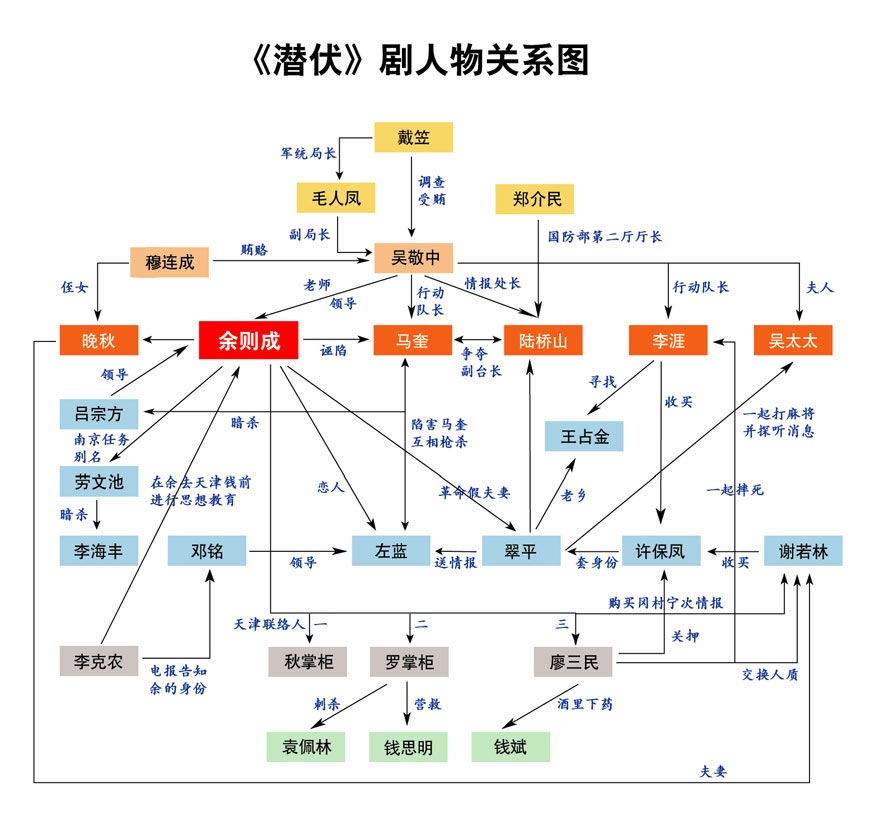 《潜伏》剧人物关系图
戴笠
军统局长
调查
受贿
毛人凤
郑介民
副局长
国防部第二厅厅长
穆连成
贿赂
吴敬中
侄女
老师
领导
行动
队长
情报处长
行动队长
夫人
晚秋
余则成
诬陷
马奎
争夺
副台长
陆桥山
李涯
吴太太
领导
寻找
收买
吕宗方
暗杀
陷害马奎
互相枪杀
王占金
一起打麻将
并探听消息
南京任务
别名
劳文池
在余去天津钱前
进行思想教育
恋人
革命假夫妻
老乡
一起摔死
暗杀
李海丰
邓铭
领导
左蓝
送情报
翠平
套身份
许保凤
收买
谢若林
购买冈村宁次情报
天津联络人 一
二
三
关押
李克农
电报告知
余的身份
秋掌柜
罗掌柜
廖三民
交换人质
刺杀
营救
酒里下药
袁佩林
钱思明
钱斌
夫妻